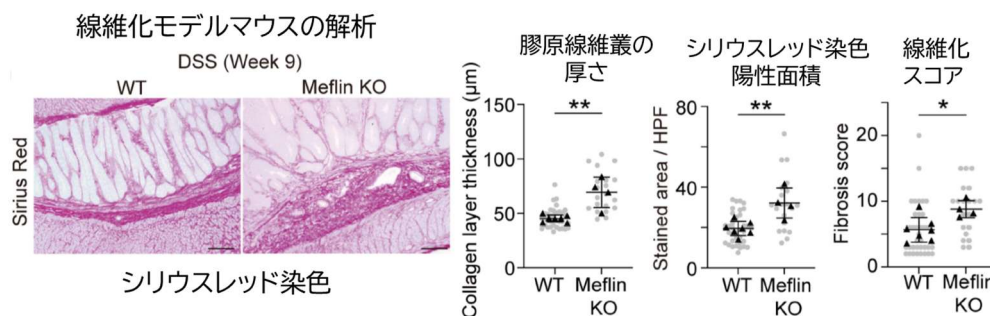 線維化モデルマウスの解析
DSS (Week 9)
WT
Meflin KO
Sirius Red
シリウスレッド染色
膠原線維叢の
厚さ
Collagen layer thickness (μm)
150
100
50
0
**
WT
Meflin
KO
シリウスレッド染色
陽性面積
Stained area / HPF
80
60
40
20
0
**
WT
Meflin
KO
線維化
スコア
Fibrosis score
20
10
0
*
WT
Meflin
KO